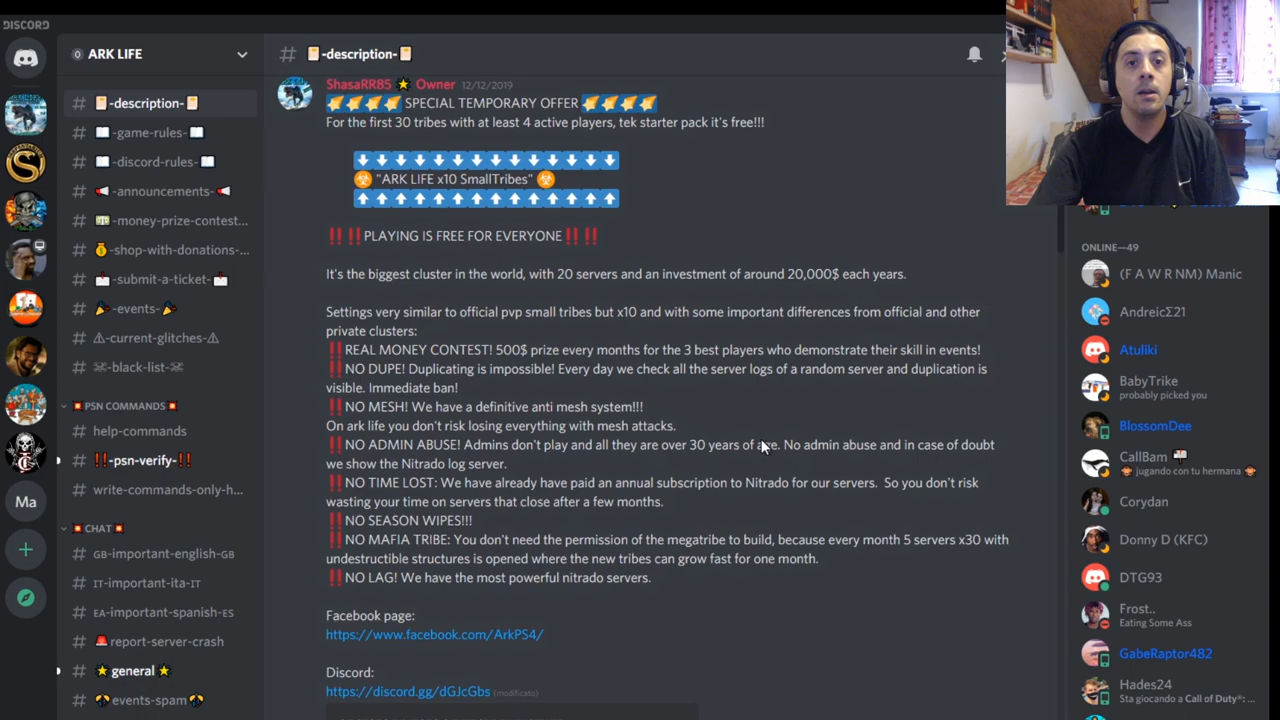 DISCORD
ARK LIFE
-description-
-game-rules-
-discord-rules-
-announcements-
-money-prize-contest...
-shop-with-donations-...
-submit-a-ticket-
-events-
-current-glitches-
-black-list-
PSN COMMANDS
help-commands
-psn-verify-
write-commands-only-h...
CHAT
GB-important-english-GB
IT-important-ita-IT
EA-important-spanish-ES
report-server-crash
general
events-spam
Ma
-description-
ShasaRR85 Owner 12/12/2019
SPECIAL TEMPORARY OFFER
For the first 30 tribes with at least 4 active players, tek starter pack it's free!!!
"ARK LIFE x10 SmallTribes"
‼‼PLAYING IS FREE FOR EVERYONE‼‼
It's the biggest cluster in the world, with 20 servers and an investment of around 20,000$ each years.
Settings very similar to official pvp small tribes but x10 and with some important differences from official and other
private clusters:
‼REAL MONEY CONTEST! 500$ prize every months for the 3 best players who demonstrate their skill in events!
‼NO DUPE! Duplicating is impossible! Every day we check all the server logs of a random server and duplication is
visible. Immediate ban!
‼NO MESH! We have a definitive anti mesh system!!!
On ark life you don't risk losing everything with mesh attacks.
‼NO ADMIN ABUSE! Admins don't play and all they are over 30 years of age. No admin abuse and in case of doubt
we show the Nitrado log server.
‼NO TIME LOST: We have already have paid an annual subscription to Nitrado for our servers. So you don't risk
wasting your time on servers that close after a few months.
‼NO SEASON WIPES!!!
‼NO MAFIA TRIBE: You don't need the permission of the megatribe to build, because every month 5 servers x30 with
undestructible structures is opened where the new tribes can grow fast for one month.
‼NO LAG! We have the most powerful nitrado servers.
Facebook page:
https://www.facebook.com/ArkPS4/
Discord:
https://discord.gg/dGJcGbs (modificato)
ONLINE—49
(F A W R NM) Manic
AndreicΣ21
Atuliki
BabyTrike
probably picked you
BlossomDee
CallBam
jugando con tu hermana
Corydan
Donny D (KFC)
DTG93
Frost..
Eating Some Ass
GabeRaptor482
Hades24
Sta giocando a Call of Duty®: ...